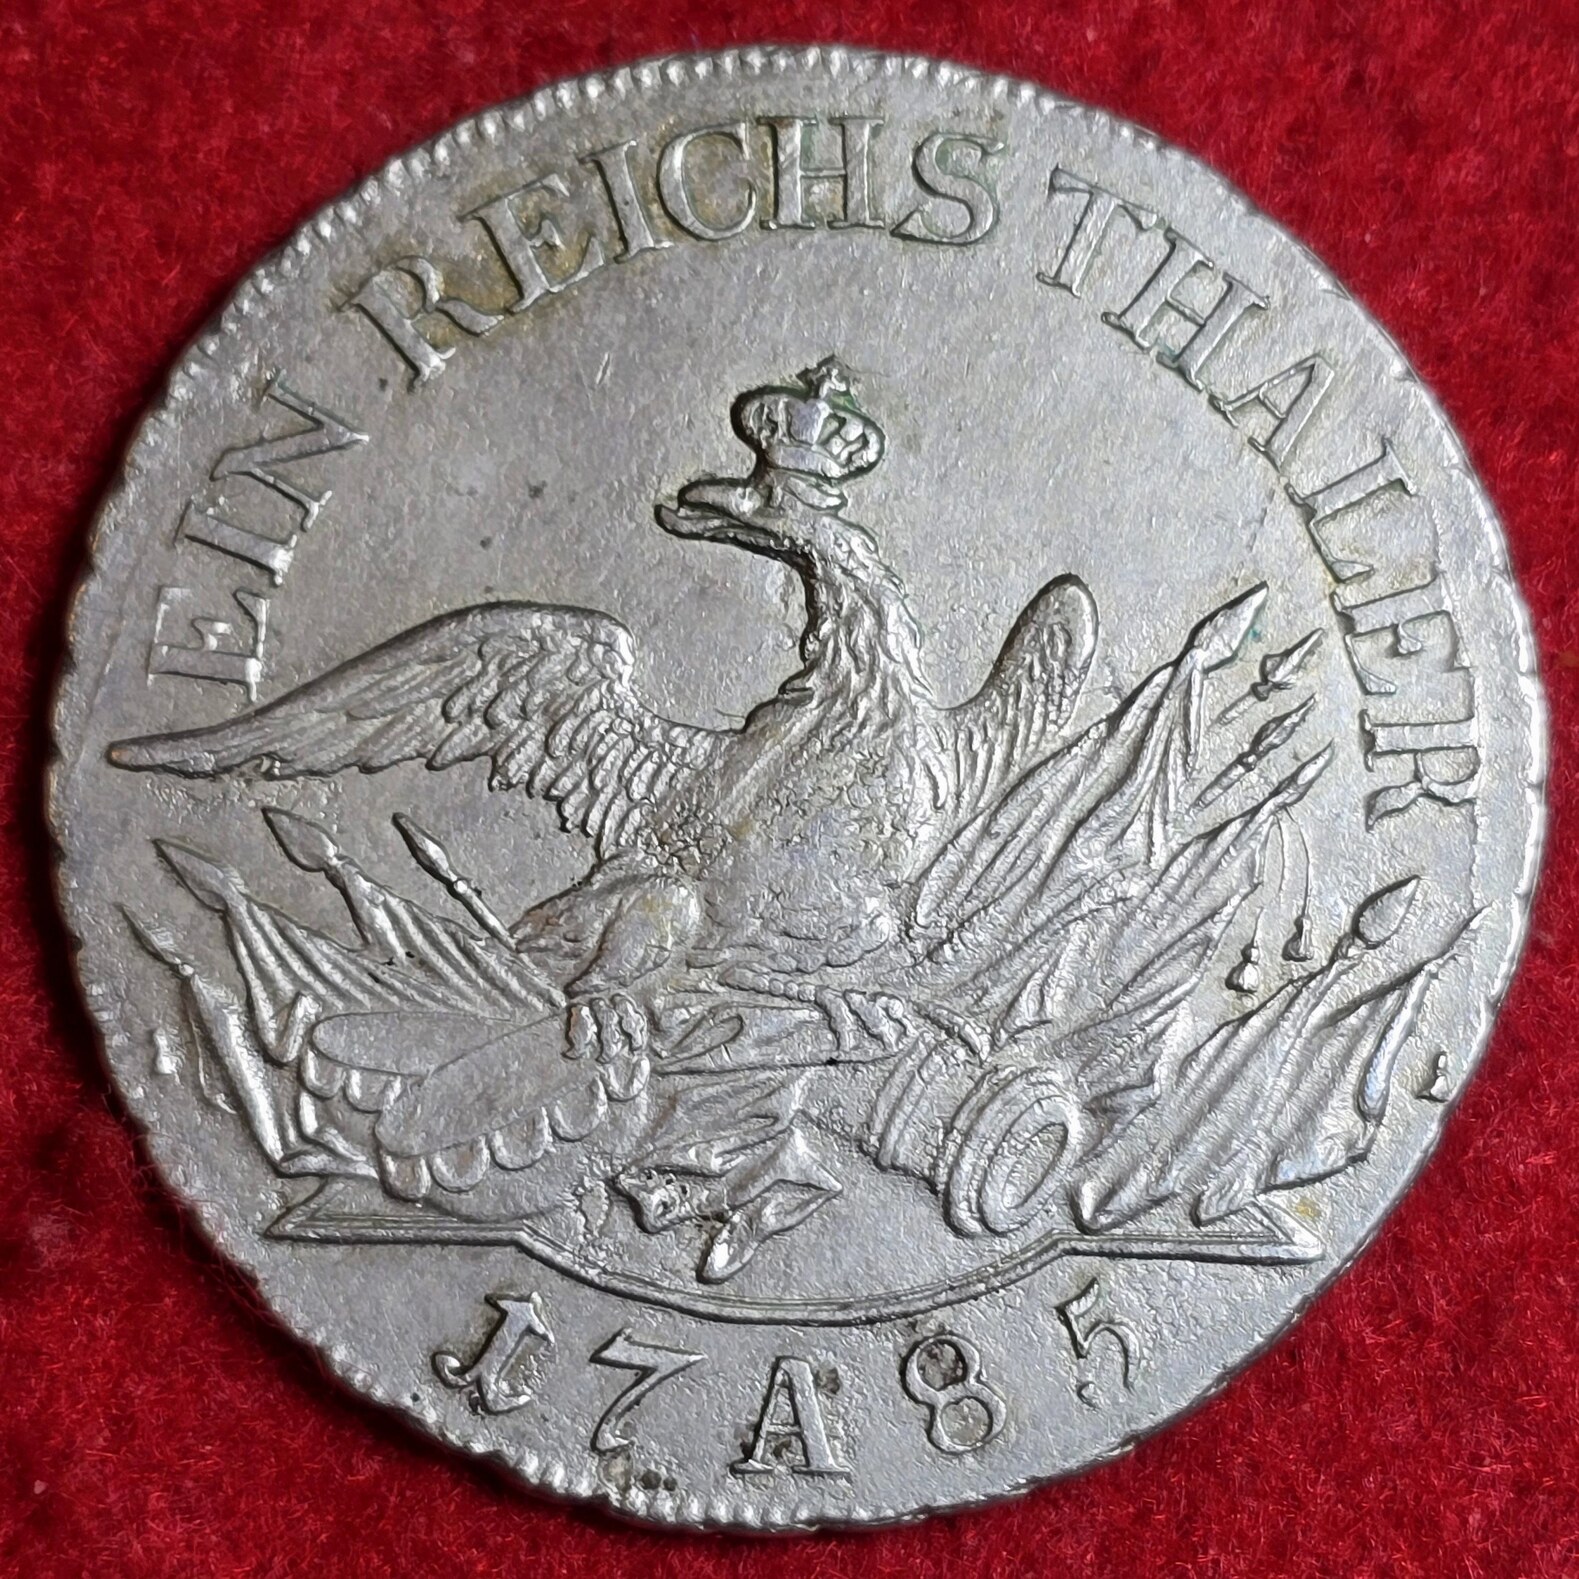 EIN REICHS THALER
17 A 85